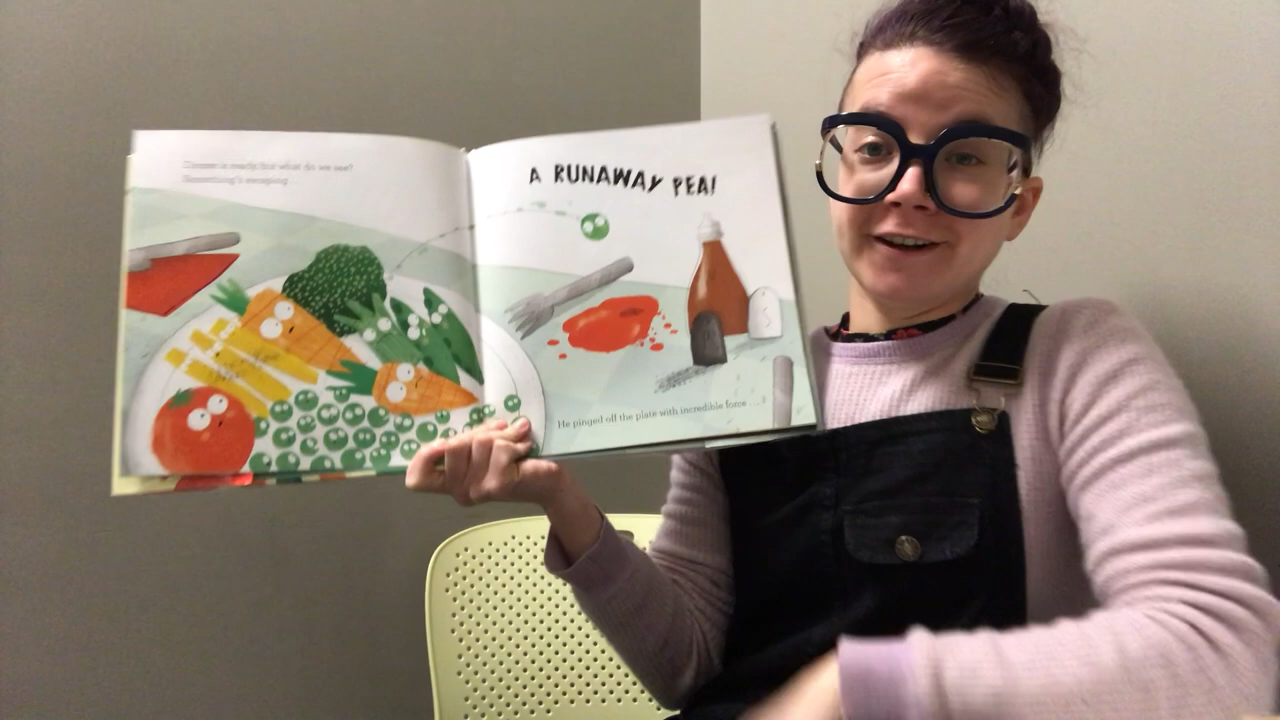 Dinner is ready but what do we see?
Something's escaping...
A RUNAWAY PEA!
He pinged off the plate with incredible force . . .